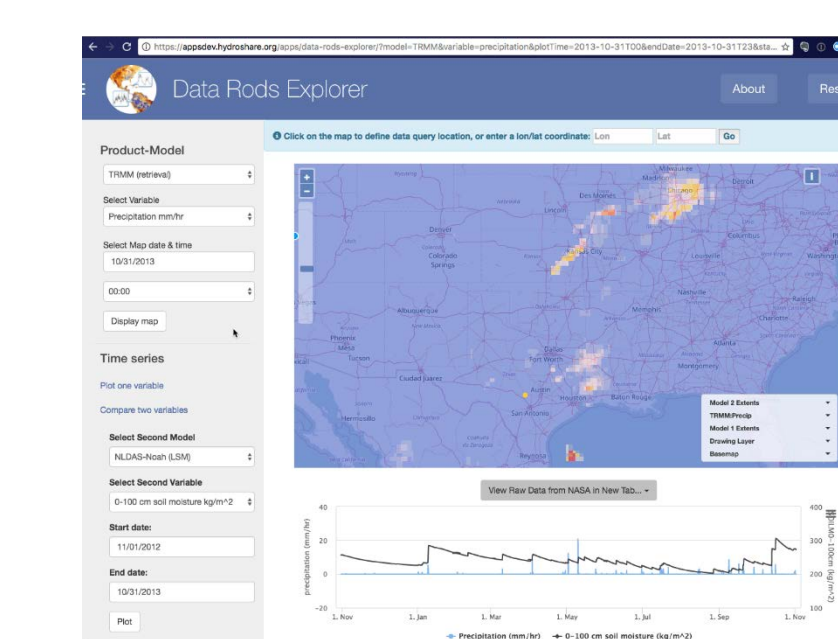 https://appsdev.hydroshare.org/apps/data-rods-explorer/?model=TRMM&variable=precipitation&plotTime=2013-10-31T00&endDate=2013-10-31T23&sta...
Data Rods Explorer
About
Res
Click on the map to define data query location, or enter a lon/lat coordinate: Lon Lat Go
Product-Model
TRMM (retrieval)
Select Variable
Precipitation mm/hr
Select Map date & time
10/31/2013
00:00
Display map
Time series
Plot one variable
Compare two variables
Select Second Model
NLDAS-Noah (LSM)
Select Second Variable
0-100 cm soil moisture kg/m^2
Start date:
11/01/2012
End date:
10/31/2013
Plot
Milwaukee
Madison
Chicago
Detroit
Des Moines
Lincoln
Columbus
Denver
Colorado
Springs
Kansas City
Louisville
Washing
Nashville
Raleigh
Albuquerque
Memphis
Charlotte
Phoenix
Mesa
Tucson
Atlanta
Dallas
Fort Worth
Montgomery
Ciudad Juarez
Austin
Houston
Baton Rouge
San Antonio
Hermosillo
Reynosa
Model 2 Extents
TRMM:Precip
Model 1 Extents
Drawing Layer
Basemap
View Raw Data from NASA in New Tab...
precipitation (mm/hr)
40
20
0
-20
400
300
200
100
1. Nov
1. Jan
1. Mar
1. May
1. Jul
1. Sep
1. Nov
Precipitation (mm/hr)
0-100 cm soil moisture (kg/m^2)